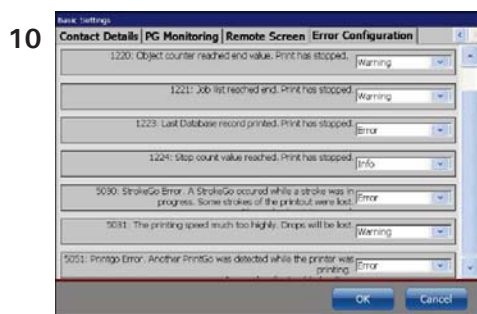 10
Basic Settings
Contact Details PG Monitoring Remote Screen Error Configuration
1220: Object counter reached end value. Print has stopped. Warning
1221: Job list reached end. Print has stopped. Warning
1223: Last Database record printed. Print has stopped. Error
1224: Stop count value reached. Print has stopped. Info
5030: StrokeGo Error. A StrokeGo occured while a stroke was in
progress. Some strokes of the printout were lost. Error
5031: The printing speed much too highly. Drops will be lost. Warning
5051: Printgo Error. Another PrintGo was detected while the printer was
printing. Error
OK Cancel